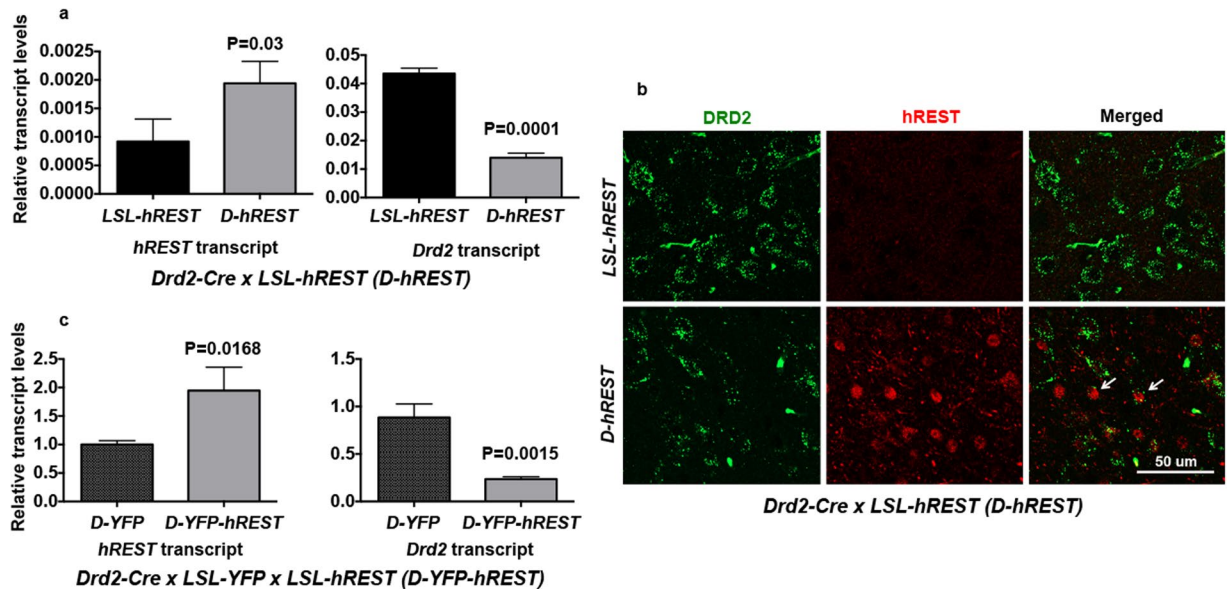 a
Relative transcript levels
0.0025
0.0020
0.0015
0.0010
0.0005
0.0000
P=0.03
LSL-hREST D-hREST
hREST transcript
0.05
0.04
0.03
0.02
0.01
0.00
P=0.0001
LSL-hREST D-hREST
Drd2 transcript
Drd2-Cre x LSL-hREST (D-hREST)
b
DRD2 hREST Merged
LSL-hREST
D-hREST
50 um
Drd2-Cre x LSL-hREST (D-hREST)
c
Relative transcript levels
2.5
2.0
1.5
1.0
0.5
0.0
P=0.0168
D-YFP D-YFP-hREST
hREST transcript
1.5
1.0
0.5
0.0
P=0.0015
D-YFP D-YFP-hREST
Drd2 transcript
Drd2-Cre x LSL-YFP x LSL-hREST (D-YFP-hREST)